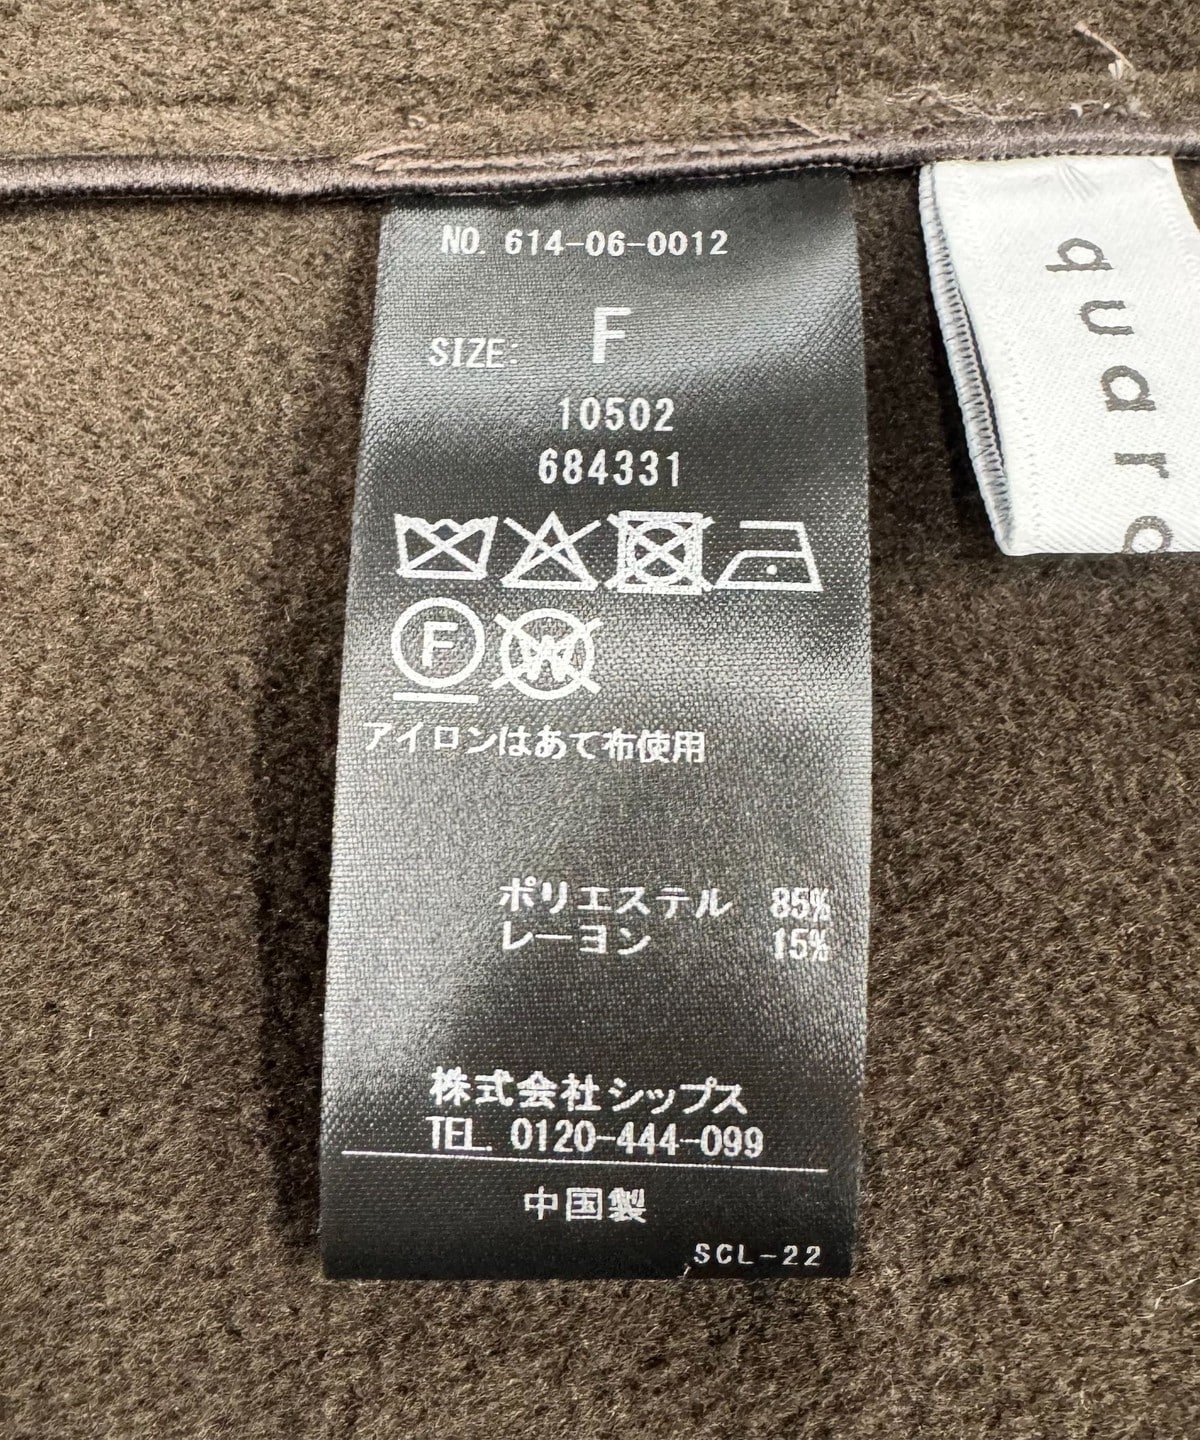 NO. 614-06-0012
SIZE: F
10502
684331
F W
アイロンはあて布使用
ポリエステル 85%
レーヨン 15%
株式会社シップス
TEL. 0120-444-099
中国製
SCL-22
quar